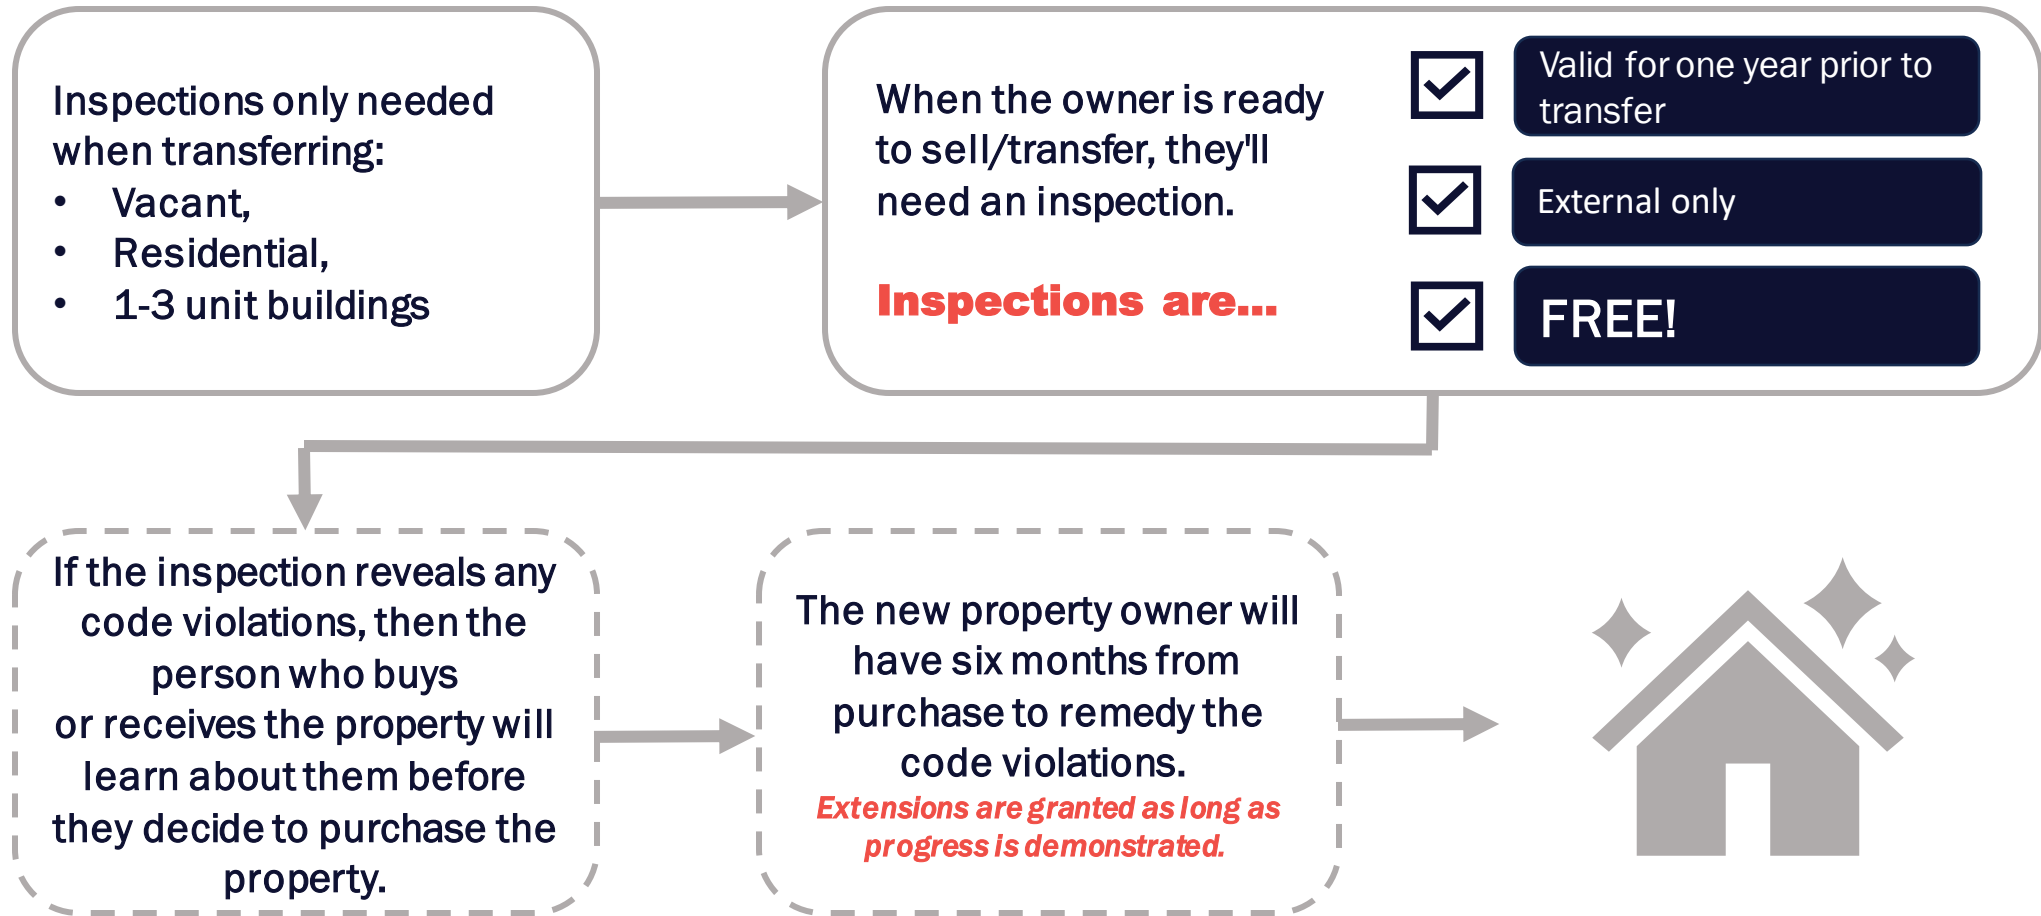 Inspections only needed
when transferring:
• Vacant,
• Residential,
• 1-3 unit buildings
When the owner is ready
to sell/transfer, they'll
need an inspection.
Inspections are...
Valid for one year prior to
transfer
External only
FREE!
If the inspection reveals any
code violations, then the
person who buys
or receives the property will
learn about them before
they decide to purchase the
property.
The new property owner will
have six months from
purchase to remedy the
code violations.
Extensions are granted as long as
progress is demonstrated.